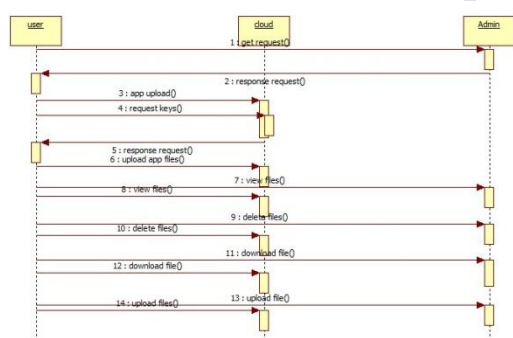 user
cloud
Admin
1 : get request()
2 : response request()
3 : app upload()
4 : request keys()
5 : response request()
6 : upload app files()
7 : view files()
8 : view files()
9 : delete files()
10 : delete files()
11 : download file()
12 : download file()
13 : upload file()
14 : upload files()